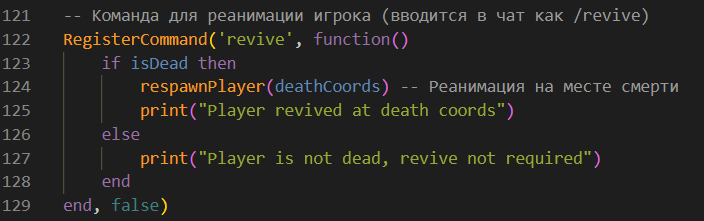 121 -- Команда для реанимации игрока (вводится в чат как /revive)
122 RegisterCommand('revive', function()
123     if isDead then
124         respawnPlayer(deathCoords) -- Реанимация на месте смерти
125         print("Player revived at death coords")
126     else
127         print("Player is not dead, revive not required")
128     end
129 end, false)